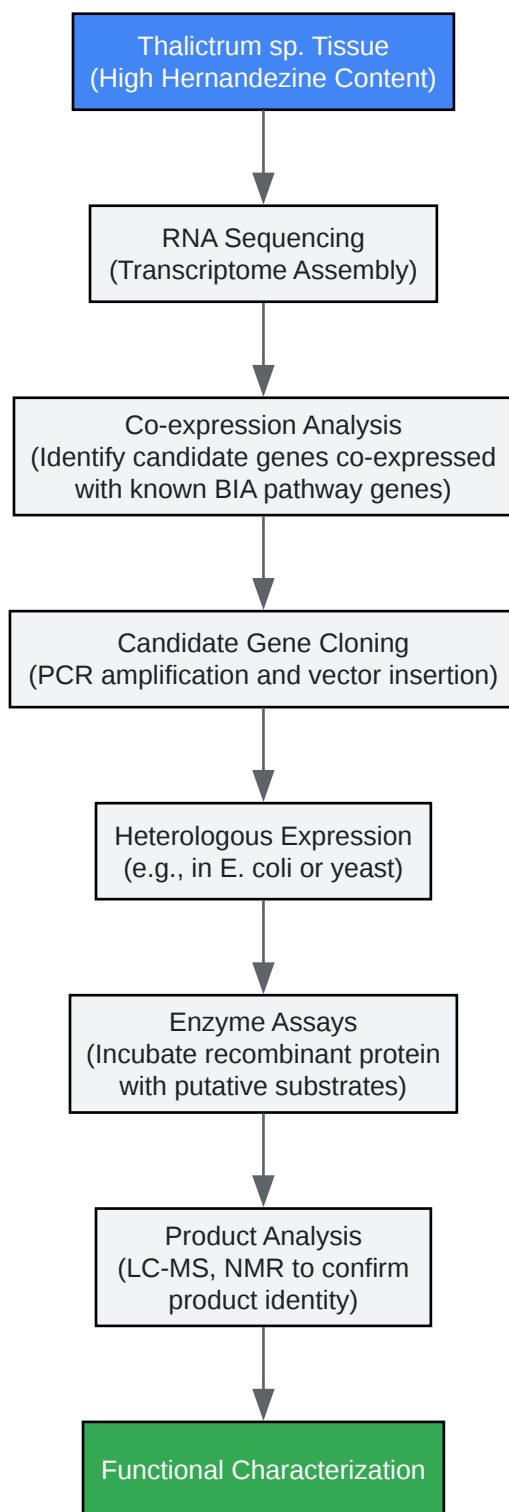 Thalictrum sp. Tissue
(High Hernandezine Content)
RNA Sequencing
(Transcriptome Assembly)
Co-expression Analysis
(Identify candidate genes co-expressed
with known BIA pathway genes)
Candidate Gene Cloning
(PCR amplification and vector insertion)
Heterologous Expression
(e.g., in E. coli or yeast)
Enzyme Assays
(Incubate recombinant protein
with putative substrates)
Product Analysis
(LC-MS, NMR to confirm
product identity)
Functional Characterization